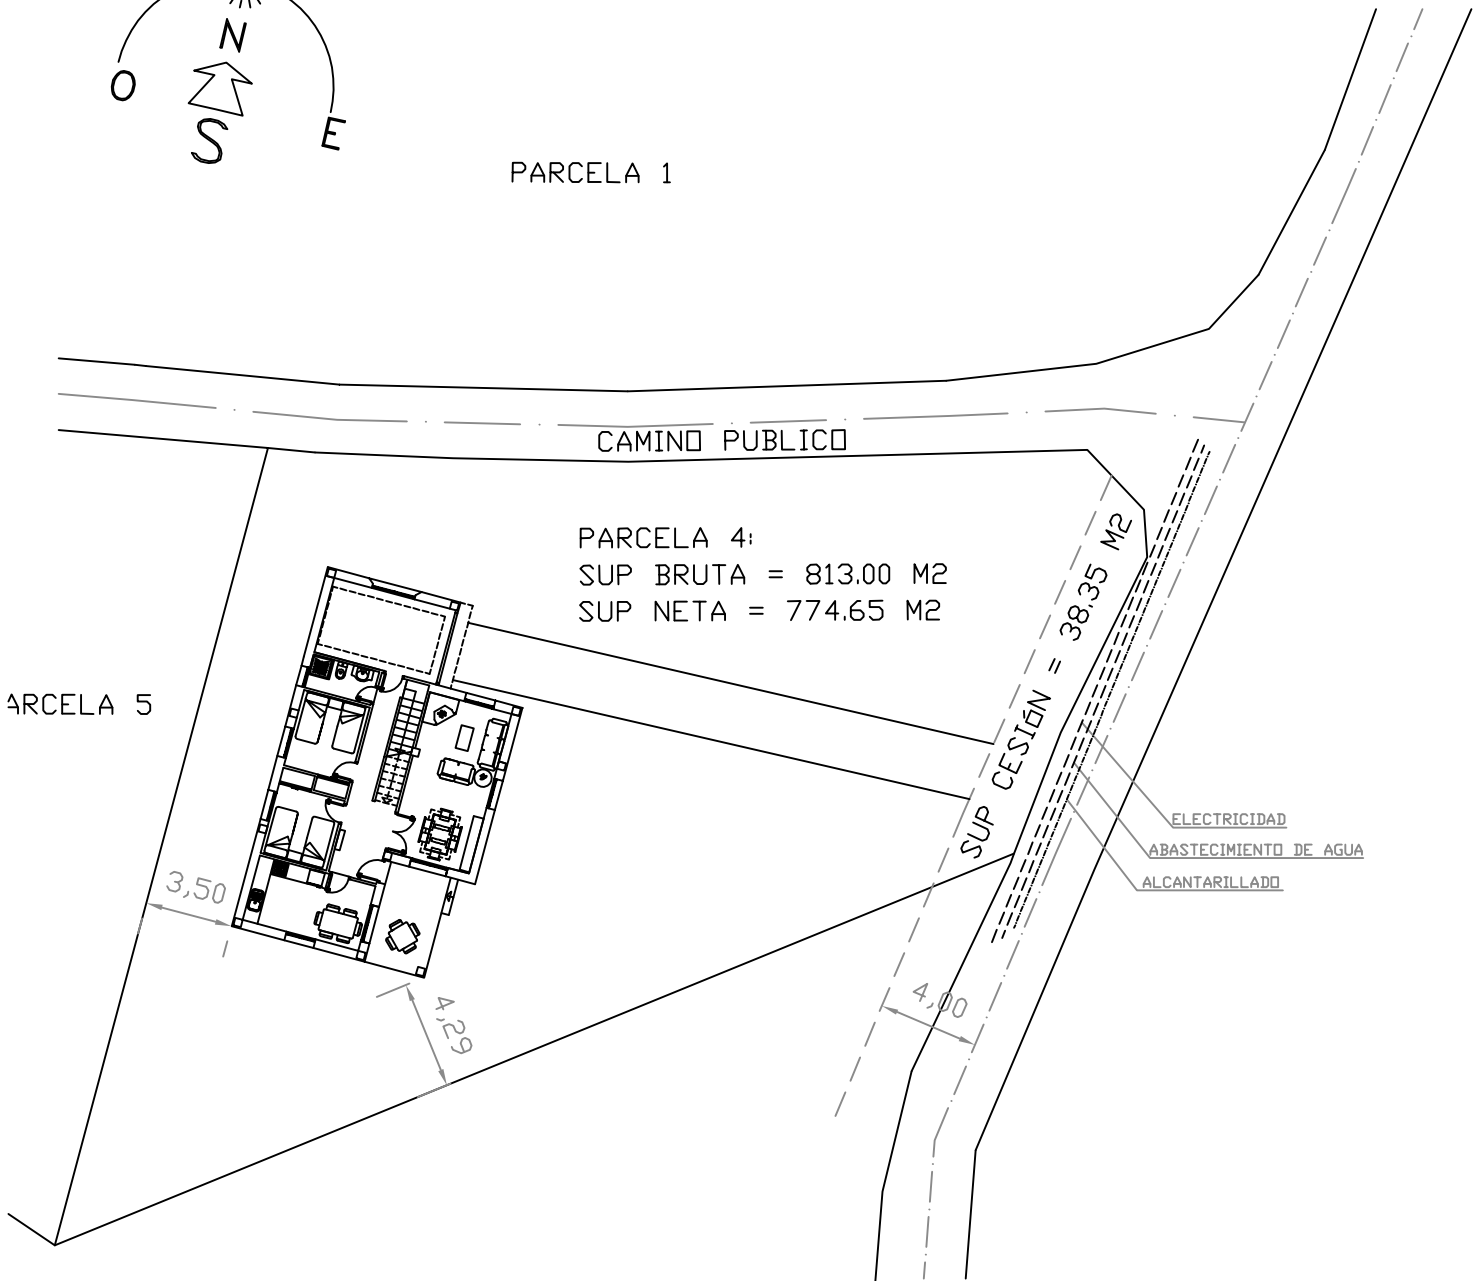 N
O
S
E
PARCELA 1
CAMINO PUBLICO
PARCELA 4:
SUP BRUTA = 813.00 M2
SUP NETA = 774.65 M2
SUP CESIóN = 38.35 M2
ARCELA 5
ELECTRICIDAD
ABASTECIMIENTO DE AGUA
ALCANTARILLADO
3,50
4,29
4,00